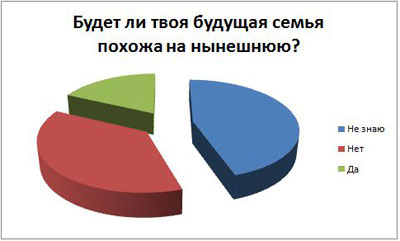 Будет ли твоя будущая семья
похожа на нынешнюю?
Не знаю
Нет
Да